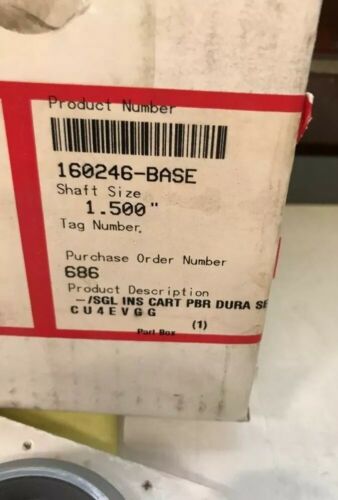 Product Number
160246-BASE
Shaft Size
1.500"
Tag Number.
Purchase Order Number
686
Product Description
-/SGL INS CART PBR DURA SE
CU4EVGG
(1)
Part Box